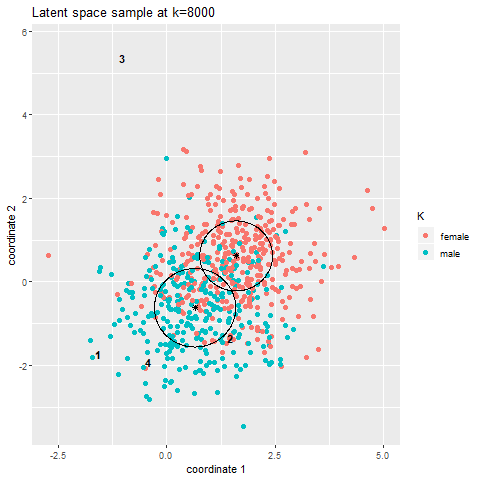 Latent space sample at k=8000
6
4
2
0
-2
coordinate 2
3
2
1
4
-2.5
0.0
2.5
5.0
coordinate 1
K
female
male